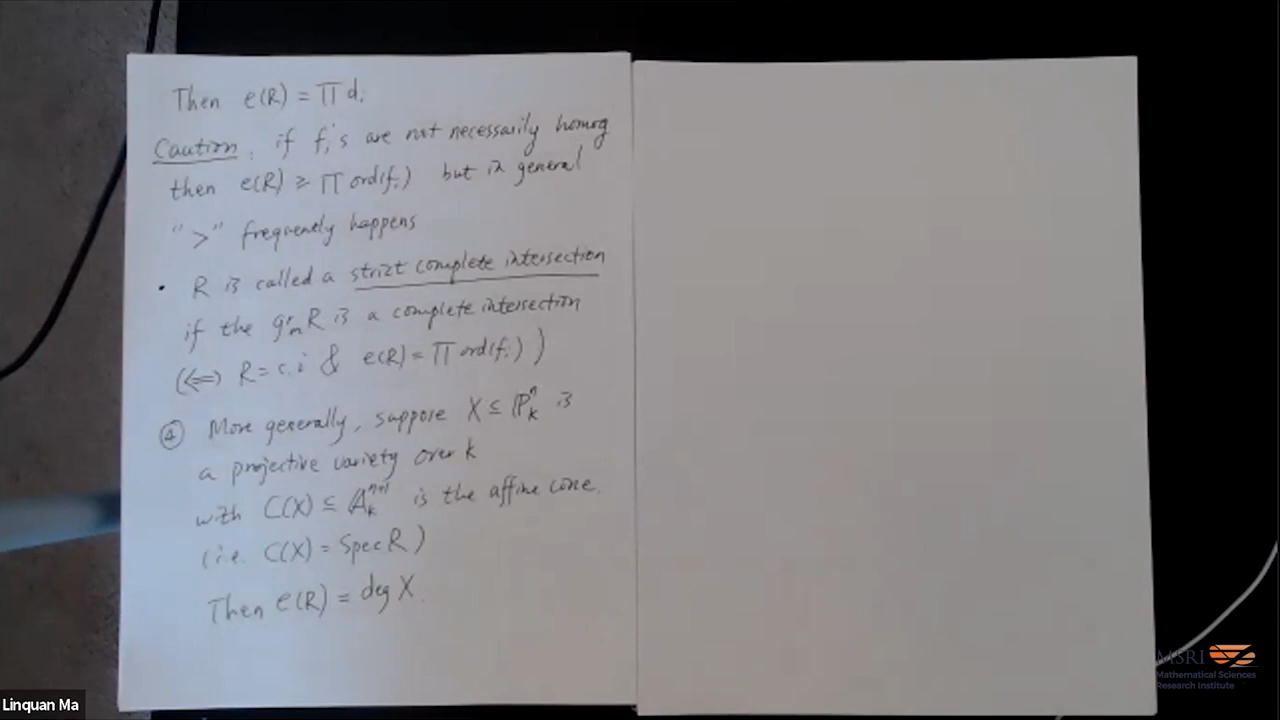 Then e(R) = ∏ dᵢ
Caution. if fᵢ's are not necessarily homog
then e(R) ≥ ∏ ord(fᵢ) but in general
">" frequently happens
• R is called a strict complete intersection
if the grₘ R is a complete intersection
(⟺ R = c.i & e(R) = ∏ ord(fᵢ))
④ More generally, suppose X ⊆ ℙⁿₖ is
a projective variety over k
with C(X) ⊆ 𝔸ⁿ⁺¹ₖ is the affine cone.
(i.e. C(X) = Spec R)
Then e(R) = deg X.
MSRI
Mathematical Sciences
Research Institute
Linquan Ma